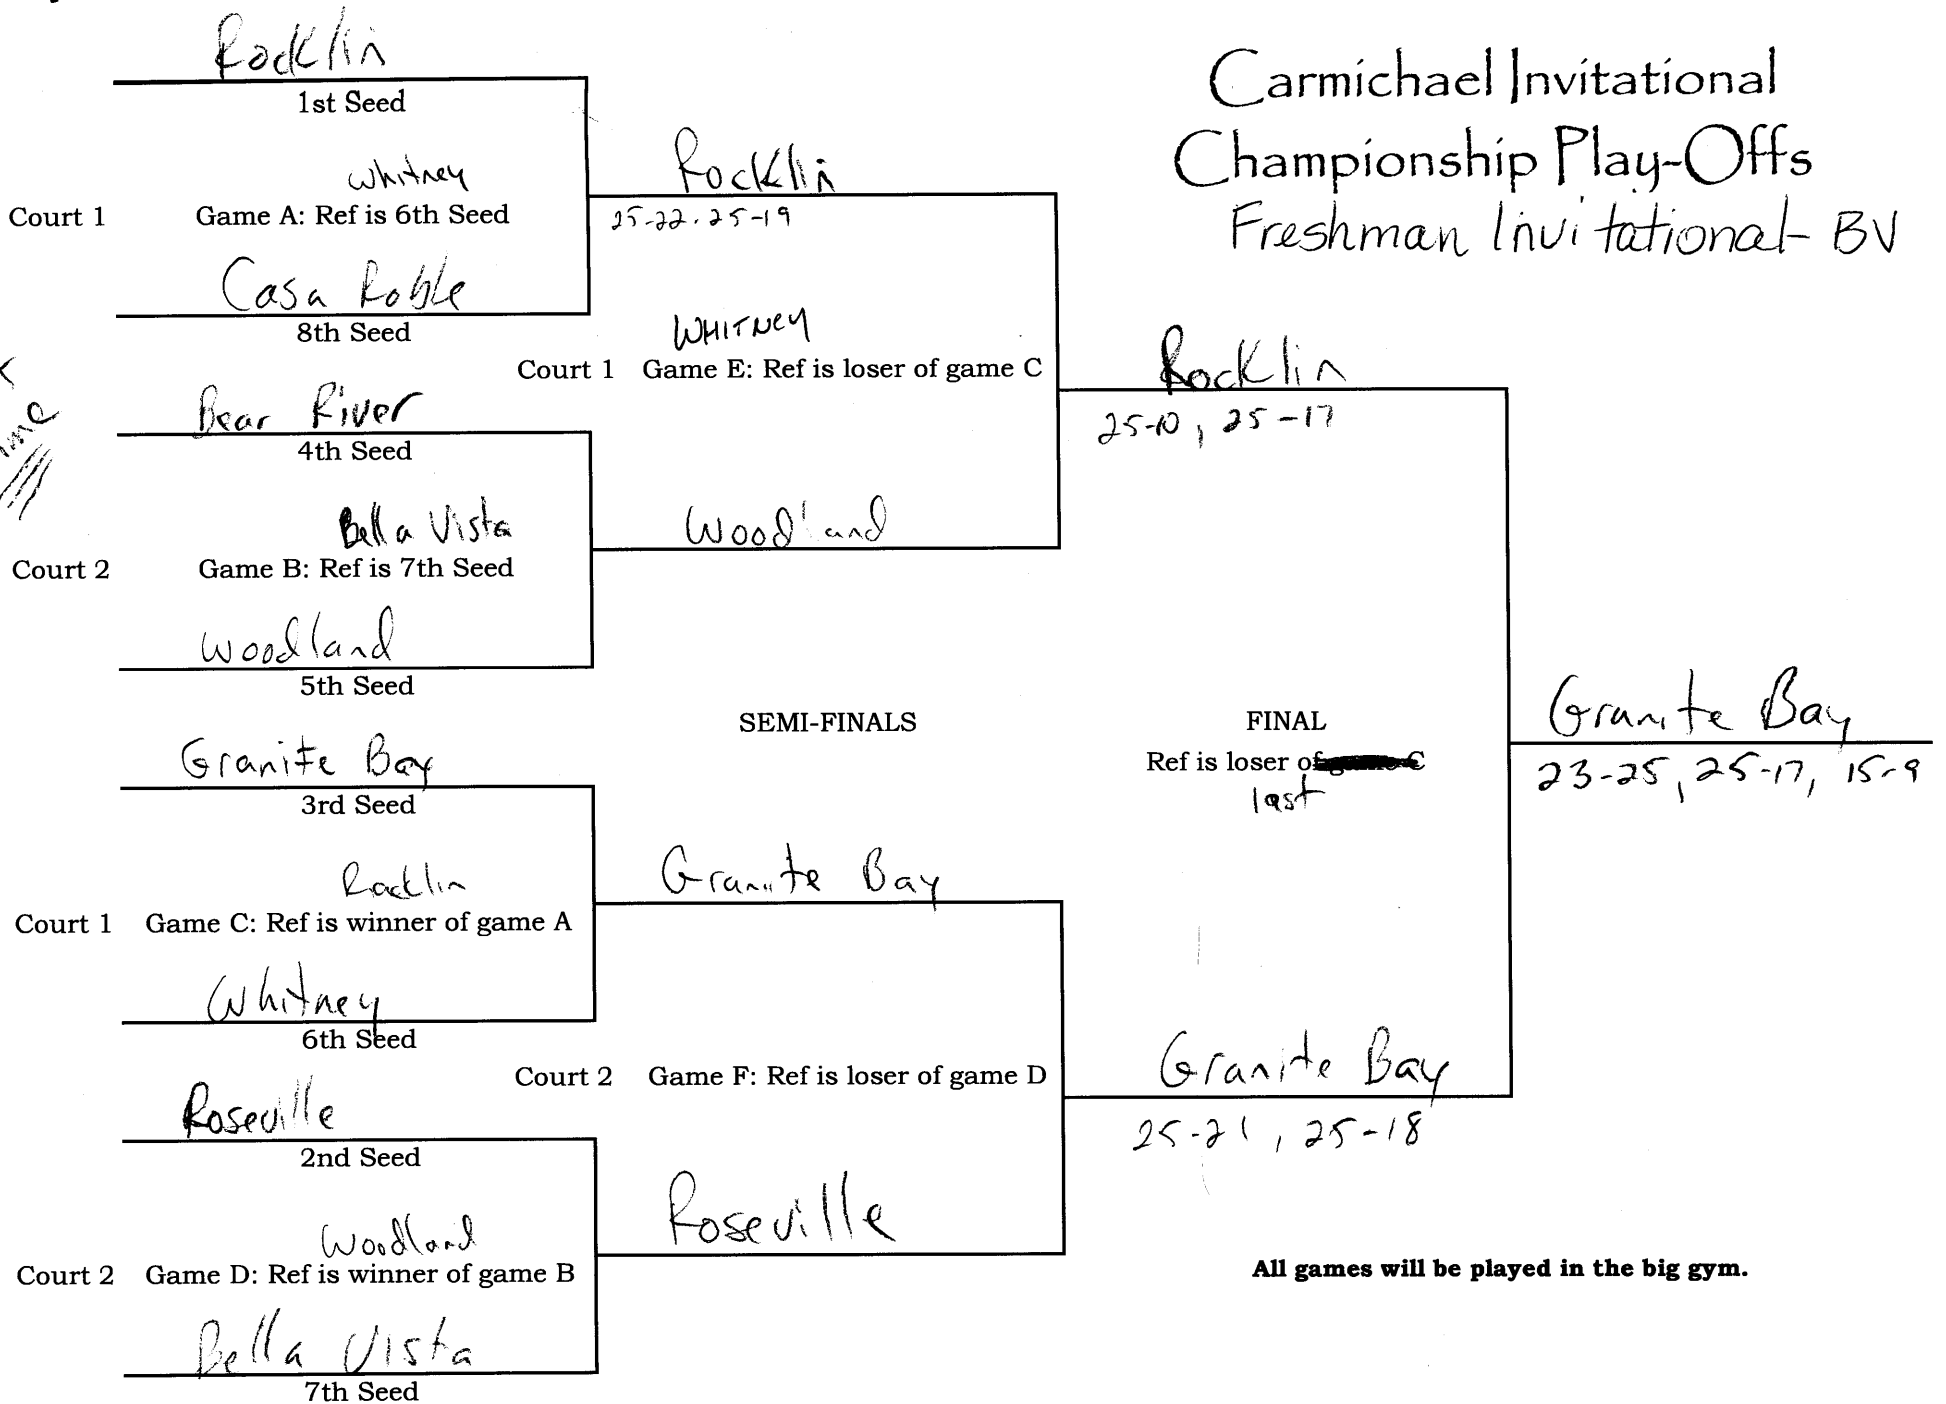 Rocklin
1st Seed
Whitney
Court 1 Game A: Ref is 6th Seed
Casa Roble
8th Seed
Bear River
4th Seed
Bella Vista
Court 2 Game B: Ref is 7th Seed
Woodland
5th Seed
Granite Bay
3rd Seed
Rocklin
Court 1 Game C: Ref is winner of game A
Whitney
6th Seed
Roseville
2nd Seed
Woodland
Court 2 Game D: Ref is winner of game B
Bella Vista
7th Seed
Rocklin
25-22, 25-19
WHITNEY
Court 1 Game E: Ref is loser of game C
Woodland
SEMI-FINALS
Granite Bay
Court 2 Game F: Ref is loser of game D
Roseville
Carmichael Invitational
Championship Play-Offs
Freshman Invitational - BV
Rocklin
25-10, 25-17
FINAL
Ref is loser of
last
Granite Bay
25-21, 25-18
Granite Bay
23-25, 25-17, 15-9
All games will be played in the big gym.